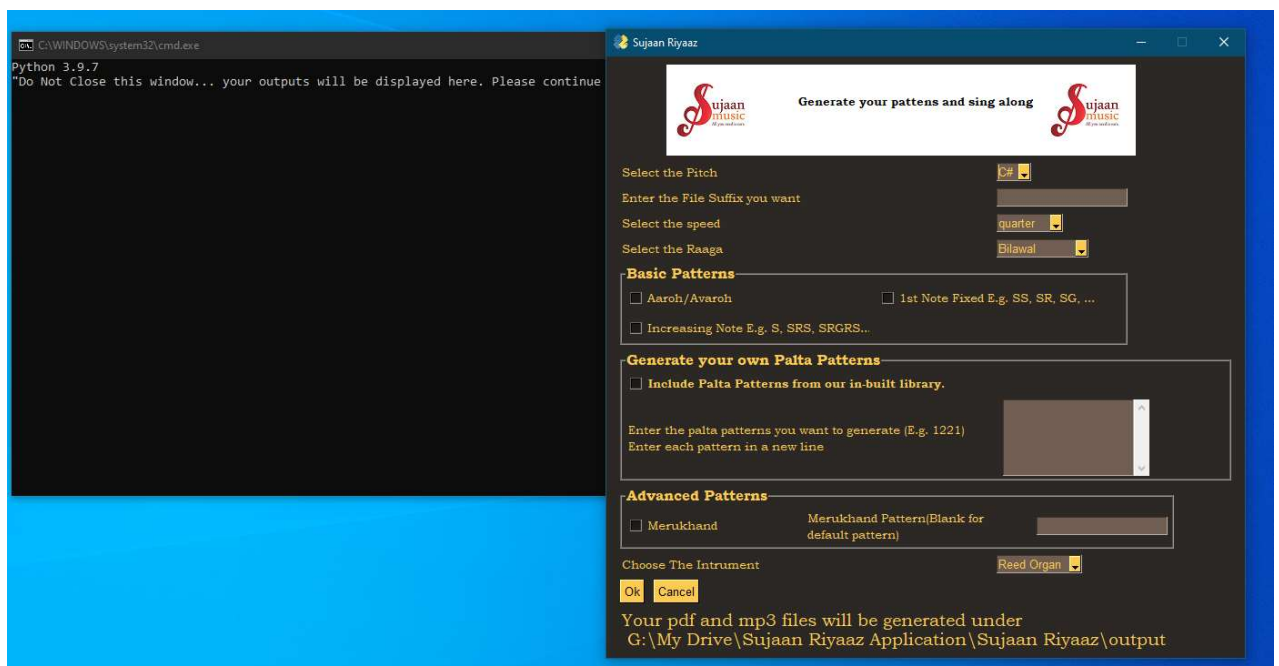 C:\WINDOWS\system32\cmd.exe
Python 3.9.7
"Do Not Close this window... your outputs will be displayed here. Please continue
Sujaan Riyaaz
Sujaan
music
Generate your pattens and sing along
Sujaan
music
Select the Pitch
C#
Enter the File Suffix you want
Select the speed
quarter
Select the Raaga
Bilawal
Basic Patterns
Aaroh/Avaroh
1st Note Fixed E.g. SS, SR, SG, ...
Increasing Note E.g. S, SRS, SRGRS...
Generate your own Palta Patterns
Include Palta Patterns from our in-built library.
Enter the palta patterns you want to generate (E.g. 1221)
Enter each pattern in a new line
Advanced Patterns
Merukhand
Merukhand Pattern(Blank for
default pattern)
Choose The Intrument
Reed Organ
Ok
Cancel
Your pdf and mp3 files will be generated under
G:\My Drive\Sujaan Riyaaz Application\Sujaan Riyaaz\output